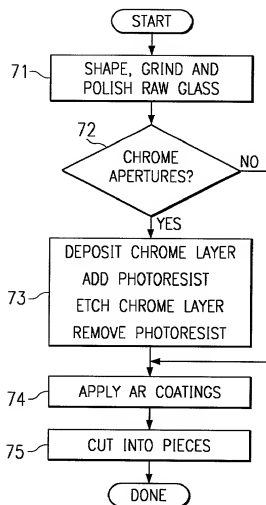 START
71
SHAPE, GRIND AND
POLISH RAW GLASS
72
CHROME
APERTURES?
NO
YES
73
DEPOSIT CHROME LAYER
ADD PHOTORESIST
ETCH CHROME LAYER
REMOVE PHOTORESIST
74
APPLY AR COATINGS
75
CUT INTO PIECES
DONE